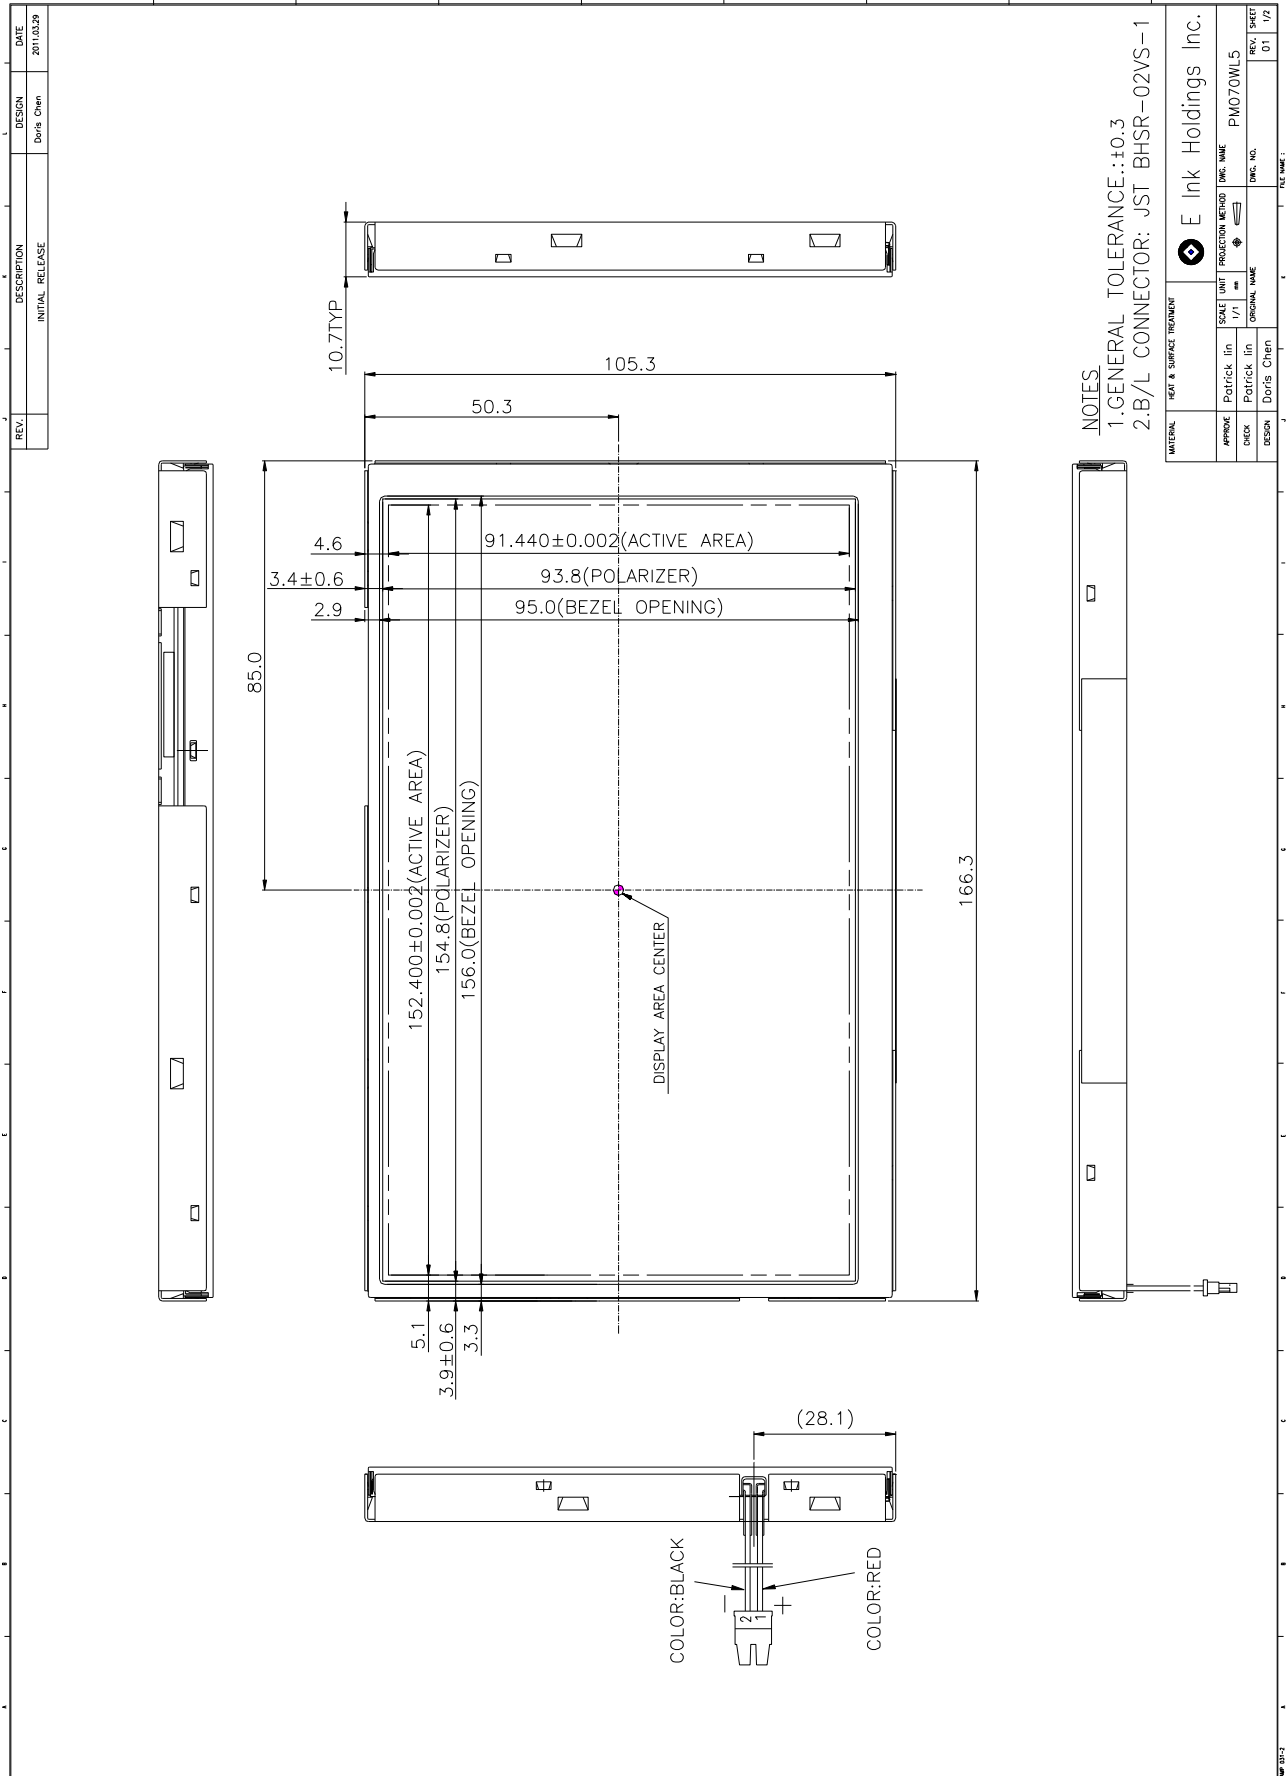 REV.
DESCRIPTION
DESIGN
DATE
INITIAL RELEASE
Doris Chen
2011.03.29
10.7TYP
105.3
50.3
4.6
91.440±0.002(ACTIVE AREA)
3.4±0.6
93.8(POLARIZER)
2.9
95.0(BEZEL OPENING)
85.0
152.400±0.002(ACTIVE AREA)
154.8(POLARIZER)
156.0(BEZEL OPENING)
166.3
DISPLAY AREA CENTER
5.1
3.9±0.6
3.3
(28.1)
COLOR:BLACK
COLOR:RED
−
+
2
1
NOTES
1.GENERAL TOLERANCE.:±0.3
2.B/L CONNECTOR: JST BHSR-02VS-1
MATERIAL
HEAT & SURFACE TREATMENT
E Ink Holdings Inc.
APPROVE
Patrick lin
SCALE
1/1
UNIT
mm
PROJECTION METHOD
DWG. NAME
PM070WL5
CHECK
Patrick lin
ORIGINAL NAME
DWG. NO.
REV.
01
SHEET
1/2
DESIGN
Doris Chen
FILE NAME :
L
K
J
H
G
F
E
D
C
B
A